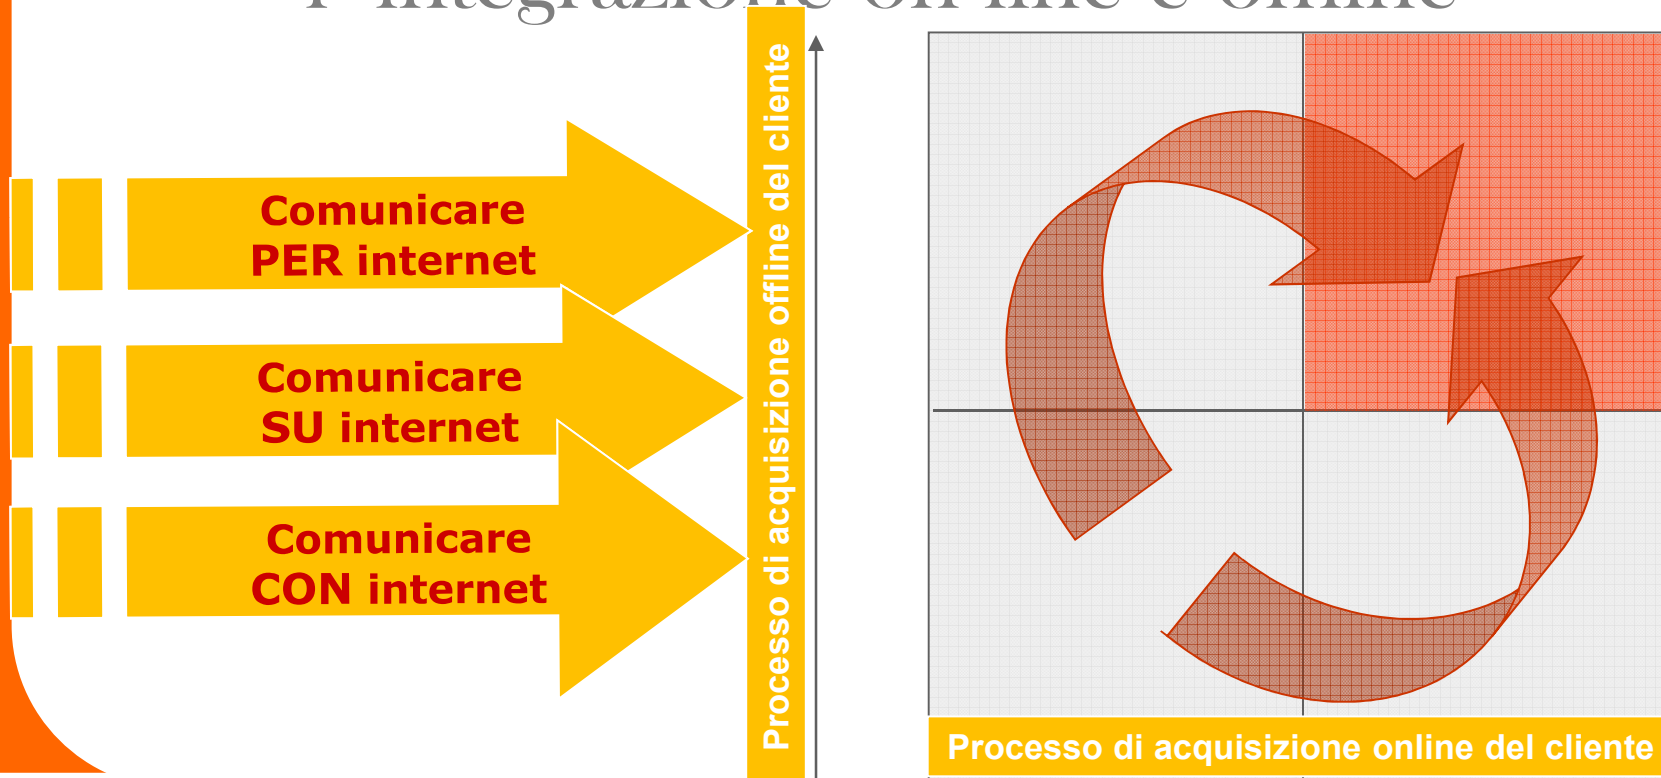 integrazione
Comunicare
PER internet
Comunicare
SU internet
Comunicare
CON internet
Processo di acquisizione offline del cliente
Processo di acquisizione online del cliente